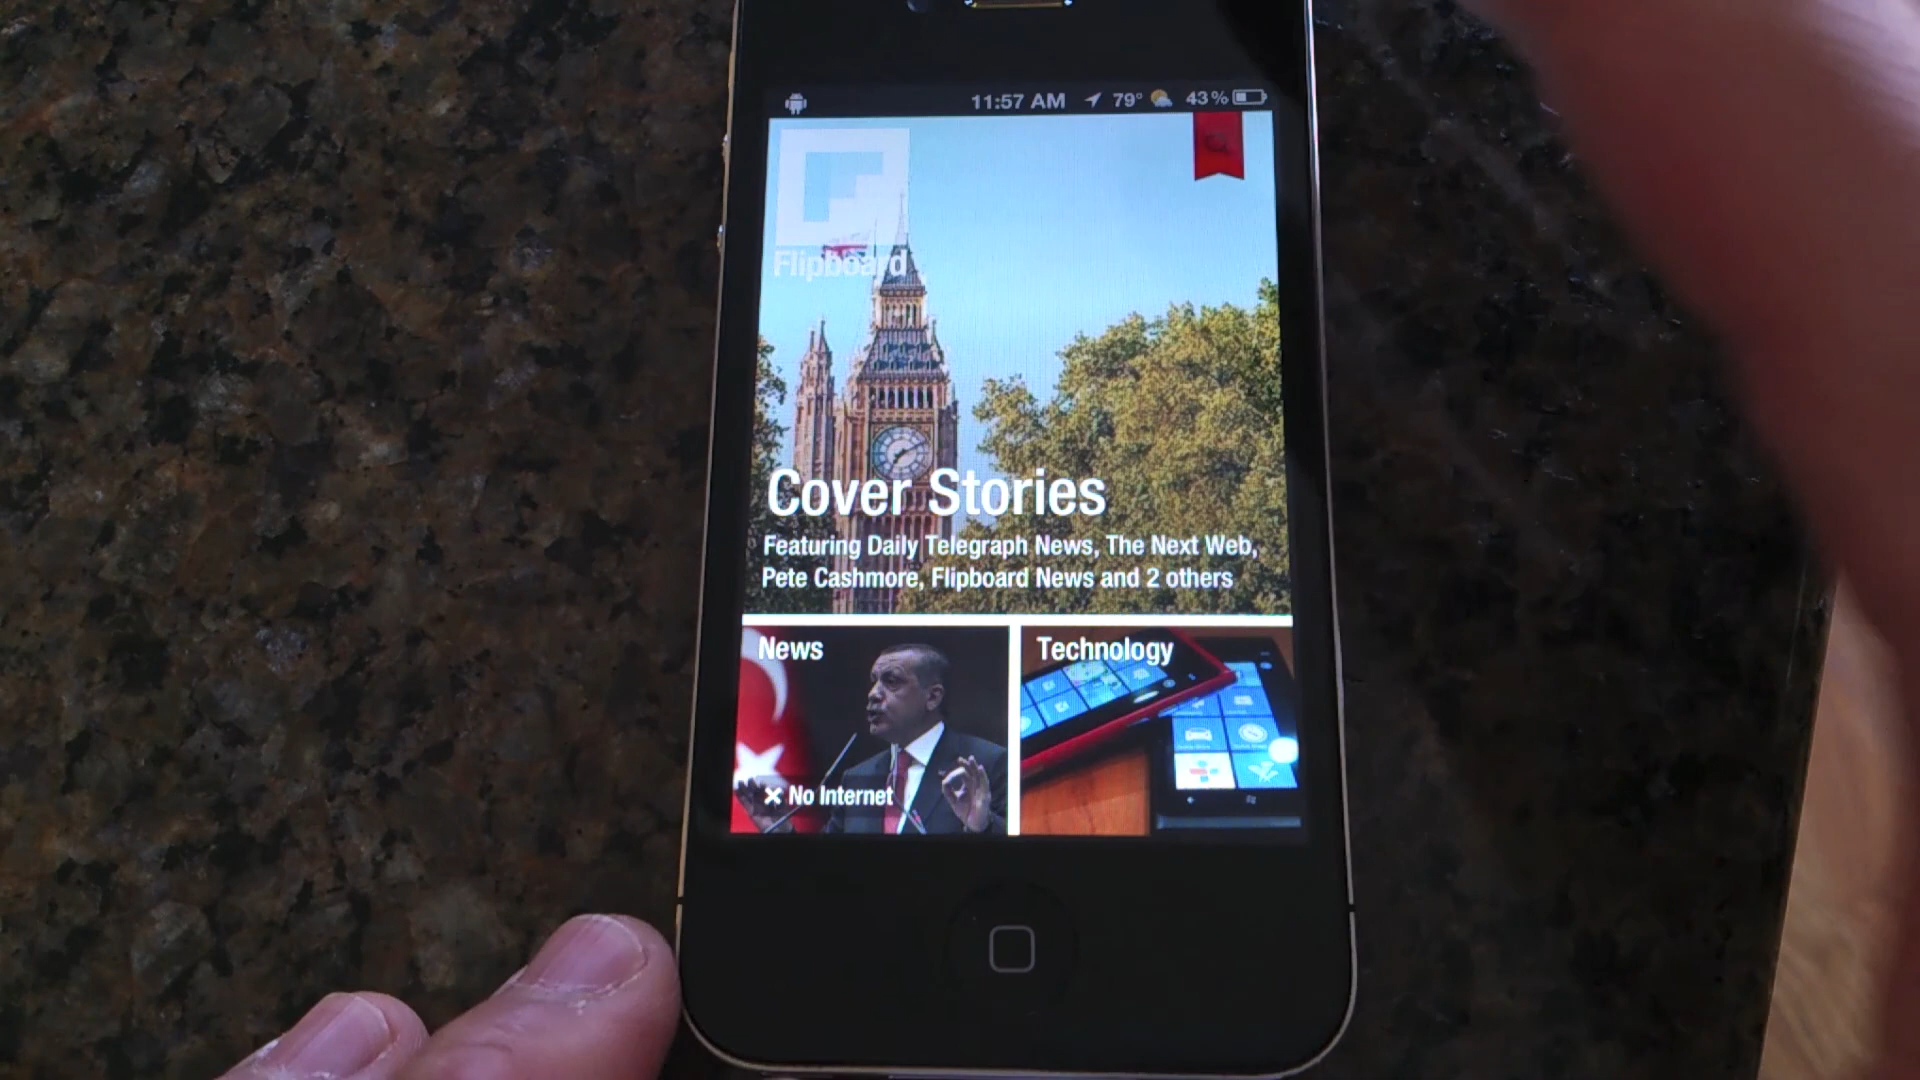 11:57 AM 79° 43%
Flipboard
Cover Stories
Featuring Daily Telegraph News, The Next Web,
Pete Cashmore, Flipboard News and 2 others
News
Technology
× No Internet